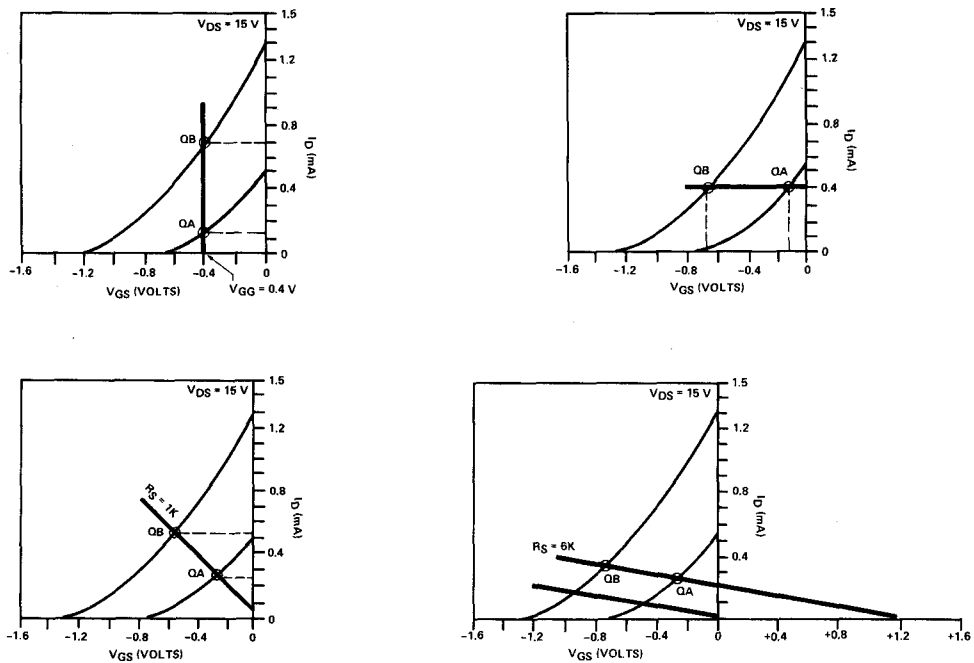 VDS = 15 V
1.5
1.2
0.8
0.4
0
ID (mA)
QB
QA
-1.6
-1.2
-0.8
-0.4
0
VGS (VOLTS)
VGG = 0.4 V
VDS = 15 V
1.5
1.2
0.8
0.4
0
ID (mA)
QB
QA
-1.6
-1.2
-0.8
-0.4
0
VGS (VOLTS)
VDS = 15 V
1.5
1.2
0.8
0.4
0
ID (mA)
RS = 1K
QB
QA
-1.6
-1.2
-0.8
-0.4
0
VGS (VOLTS)
VDS = 15 V
1.5
1.2
0.8
0.4
0
ID (mA)
RS = 6K
QB
QA
-1.6
-1.2
-0.8
-0.4
0
+0.4
+0.8
+1.2
+1.6
VGS (VOLTS)